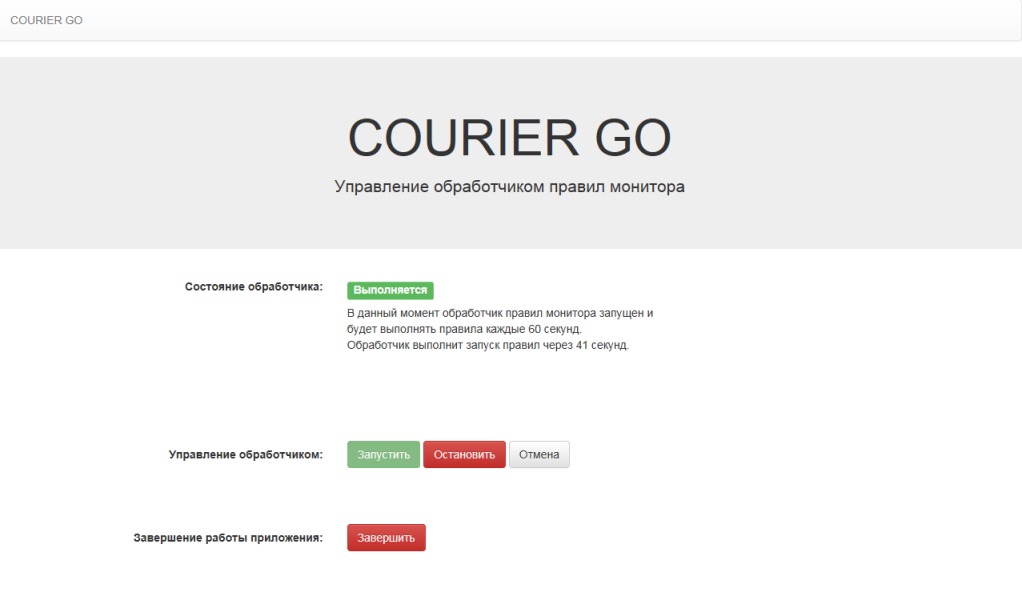 COURIER GO
COURIER GO
Управление обработчиком правил монитора
Состояние обработчика:
Выполняется
В данный момент обработчик правил монитора запущен и
будет выполнять правила каждые 60 секунд.
Обработчик выполнит запуск правил через 41 секунд.
Управление обработчиком:
Запустить Остановить Отмена
Завершение работы приложения:
Завершить